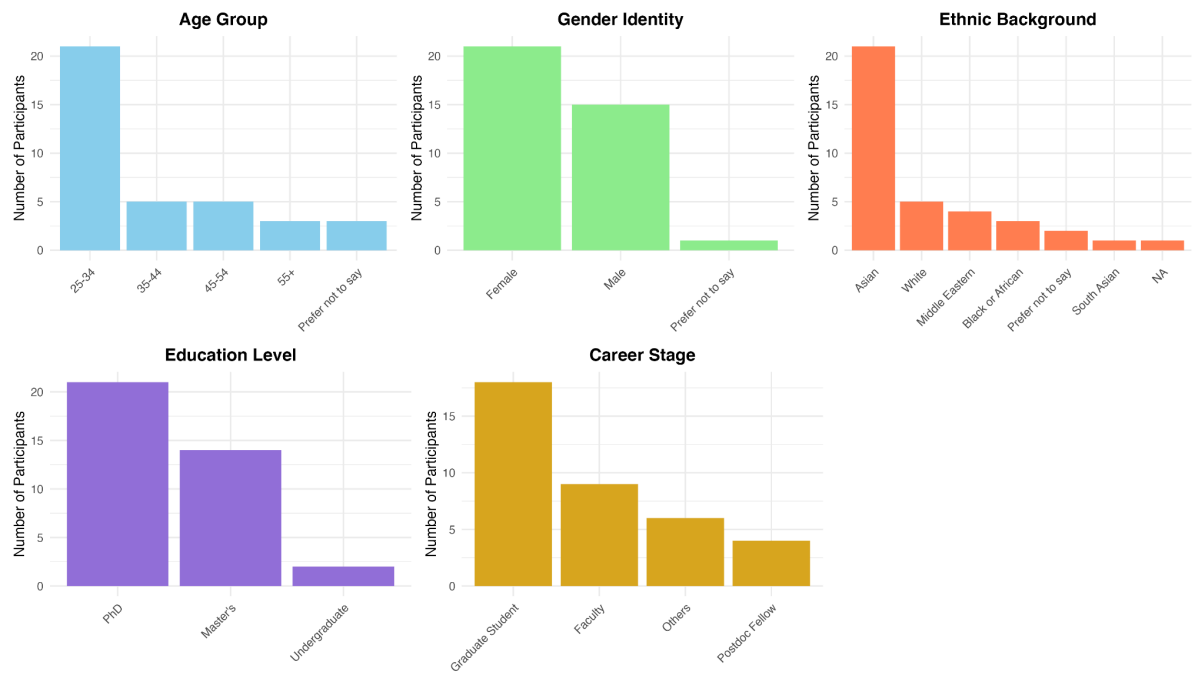 Age Group
Number of Participants
20
15
10
5
0
25-34
35-44
45-54
55+
Prefer not to say
Gender Identity
Number of Participants
20
15
10
5
0
Female
Male
Prefer not to say
Ethnic Background
Number of Participants
20
15
10
5
0
Asian
White
Middle Eastern
Black or African
Prefer not to say
South Asian
NA
Education Level
Number of Participants
20
15
10
5
0
PhD
Master's
Undergraduate
Career Stage
Number of Participants
15
10
5
0
Graduate Student
Faculty
Others
Postdoc Fellow